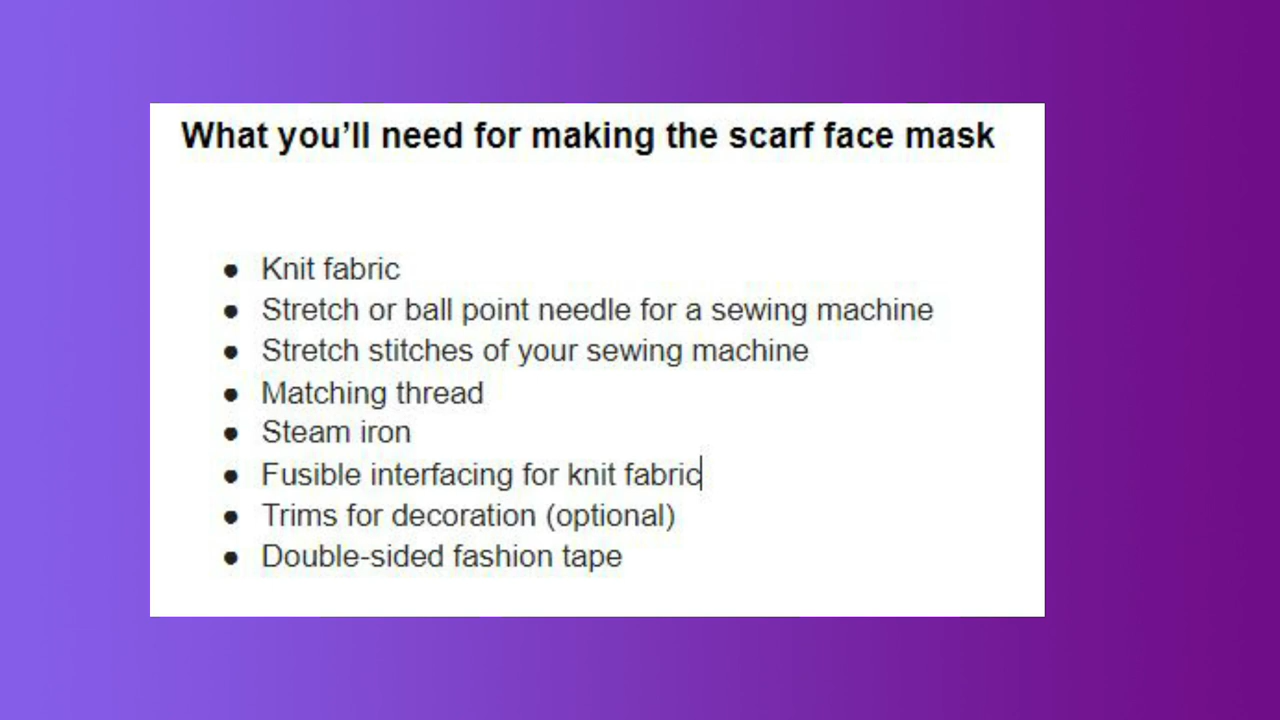 What you’ll need for making the scarf face mask
● Knit fabric
● Stretch or ball point needle for a sewing machine
● Stretch stitches of your sewing machine
● Matching thread
● Steam iron
● Fusible interfacing for knit fabric
● Trims for decoration (optional)
● Double-sided fashion tape